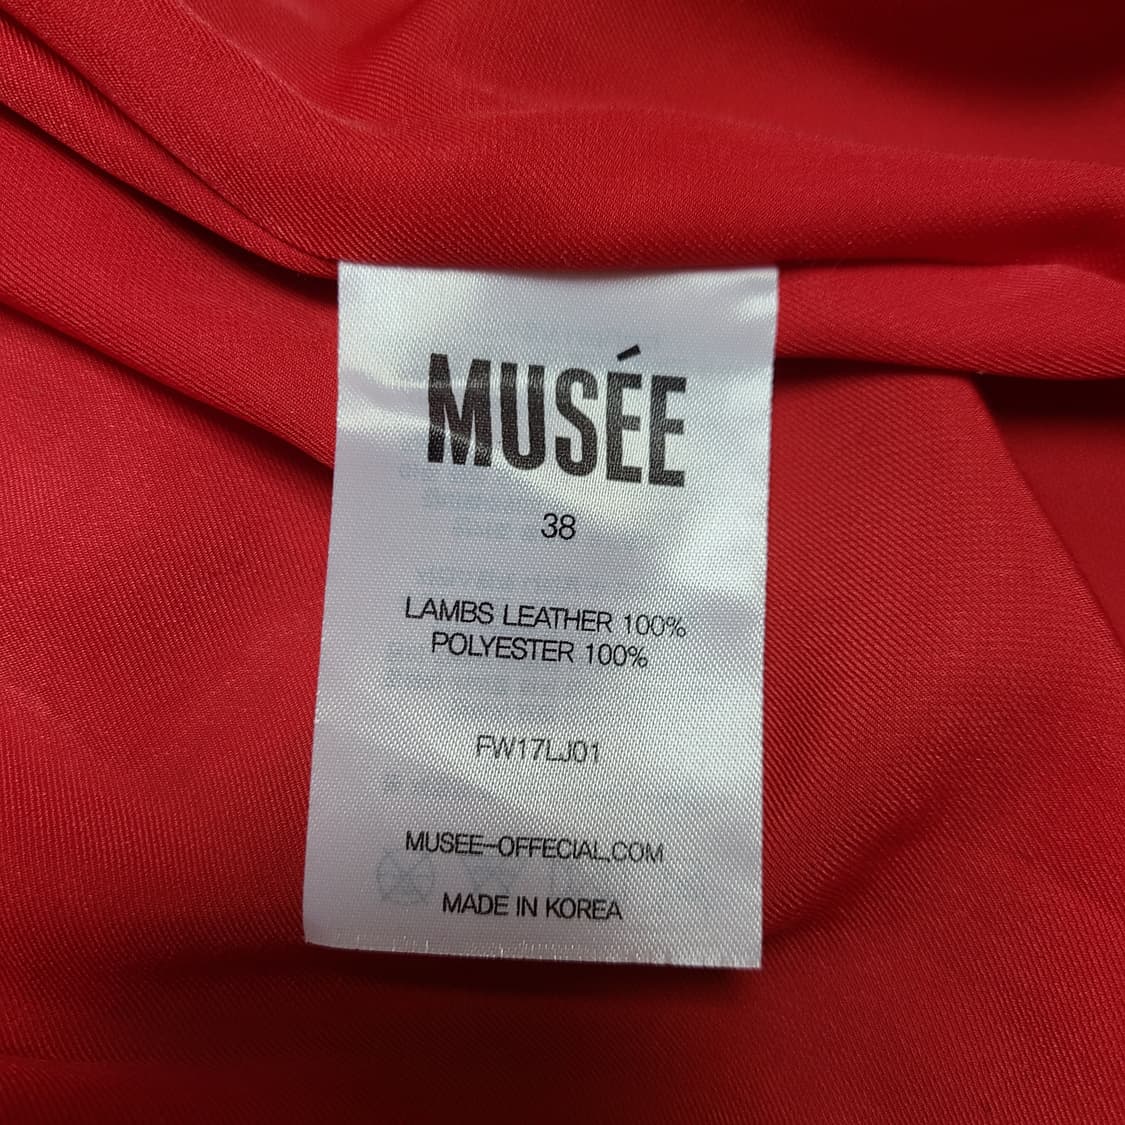 MUSÉE
38
LAMBS LEATHER 100%
POLYESTER 100%
FW17LJ01
MUSEE-OFFECIAL.COM
MADE IN KOREA